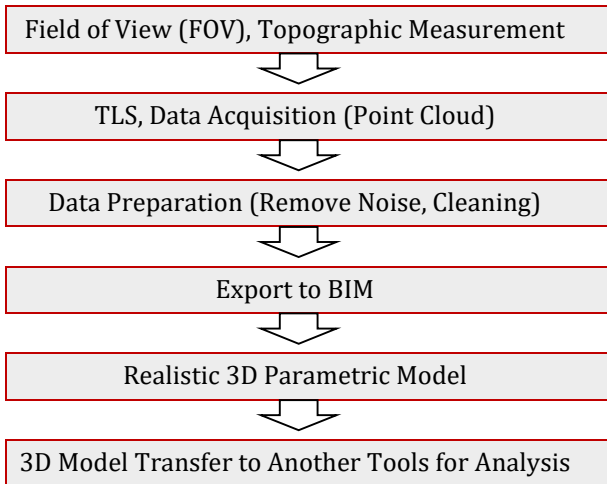 Field of View (FOV), Topographic Measurement
TLS, Data Acquisition (Point Cloud)
Data Preparation (Remove Noise, Cleaning)
Export to BIM
Realistic 3D Parametric Model
3D Model Transfer to Another Tools for Analysis